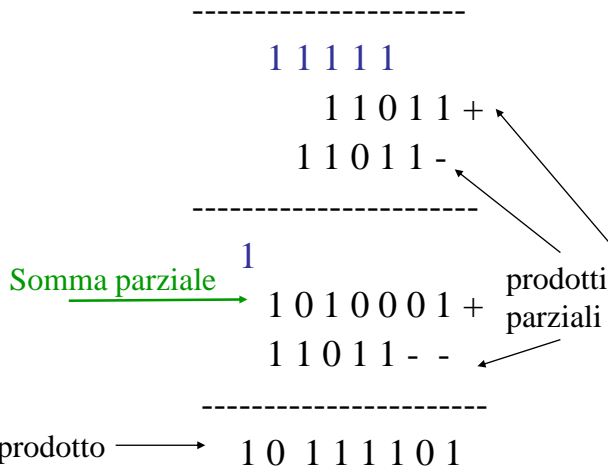 ----------------------
1 1 1 1 1
1 1 0 1 1 +
1 1 0 1 1 -
-----------------------
1
Somma parziale
1 0 1 0 0 0 1 +
prodotti
parziali
1 1 0 1 1 - -
-----------------------
prodotto
1 0 1 1 1 1 0 1